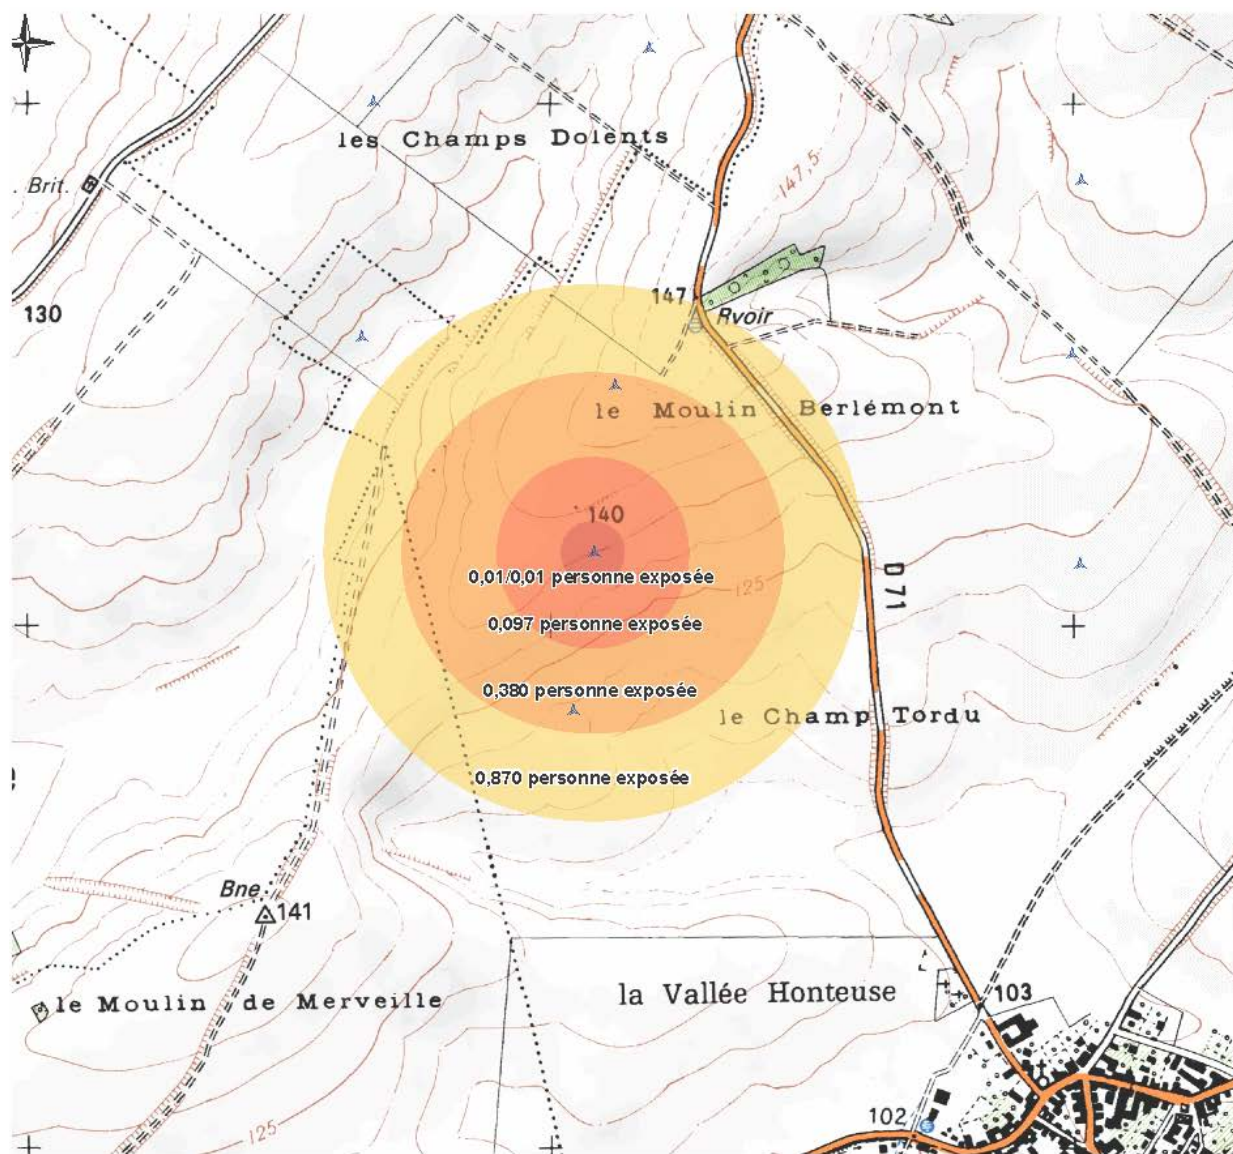 les Champs Dolents
147,5
. Brit.
130
147
Rvoir
le Moulin Berlémont
140
0,01/0,01 personne exposée
125
D 71
0,097 personne exposée
0,380 personne exposée
le Champ Tordu
0,870 personne exposée
Bne
141
la Vallée Honteuse
103
le Moulin de Merveille
102
125